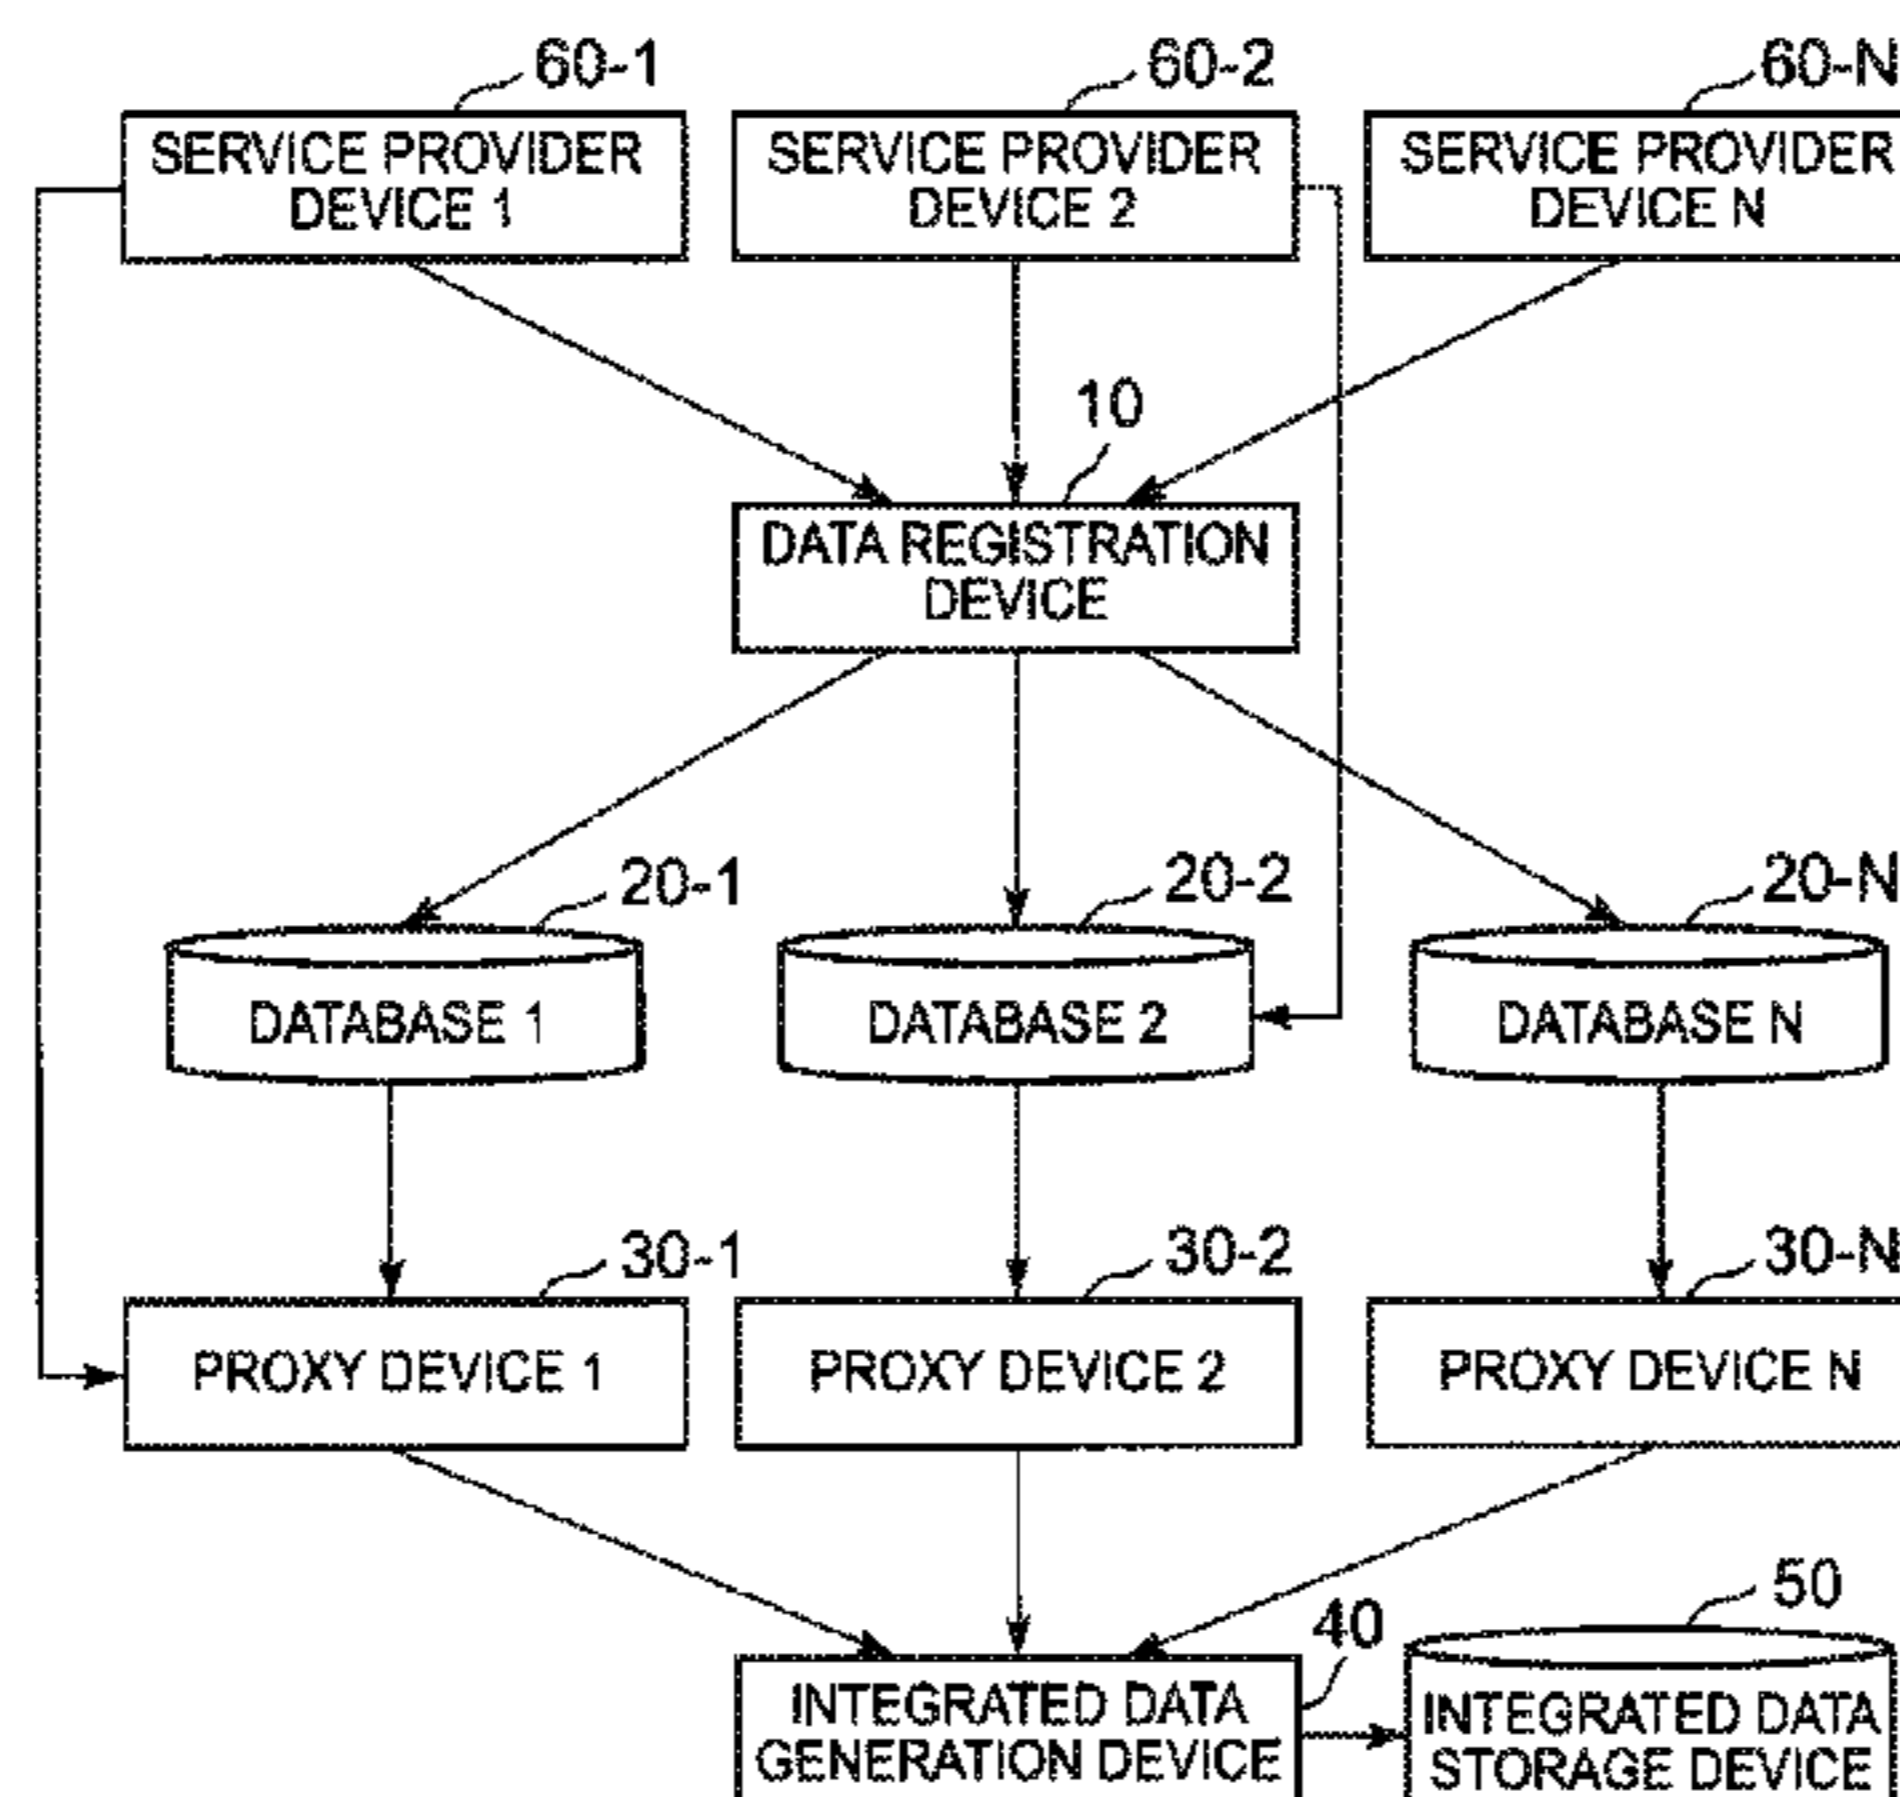 60-1
60-2
60-N
SERVICE PROVIDER
DEVICE 1
SERVICE PROVIDER
DEVICE 2
SERVICE PROVIDER
DEVICE N
10
DATA REGISTRATION
DEVICE
20-1
20-2
20-N
DATABASE 1
DATABASE 2
DATABASE N
30-1
30-2
30-N
PROXY DEVICE 1
PROXY DEVICE 2
PROXY DEVICE N
40
50
INTEGRATED DATA
GENERATION DEVICE
INTEGRATED DATA
STORAGE DEVICE